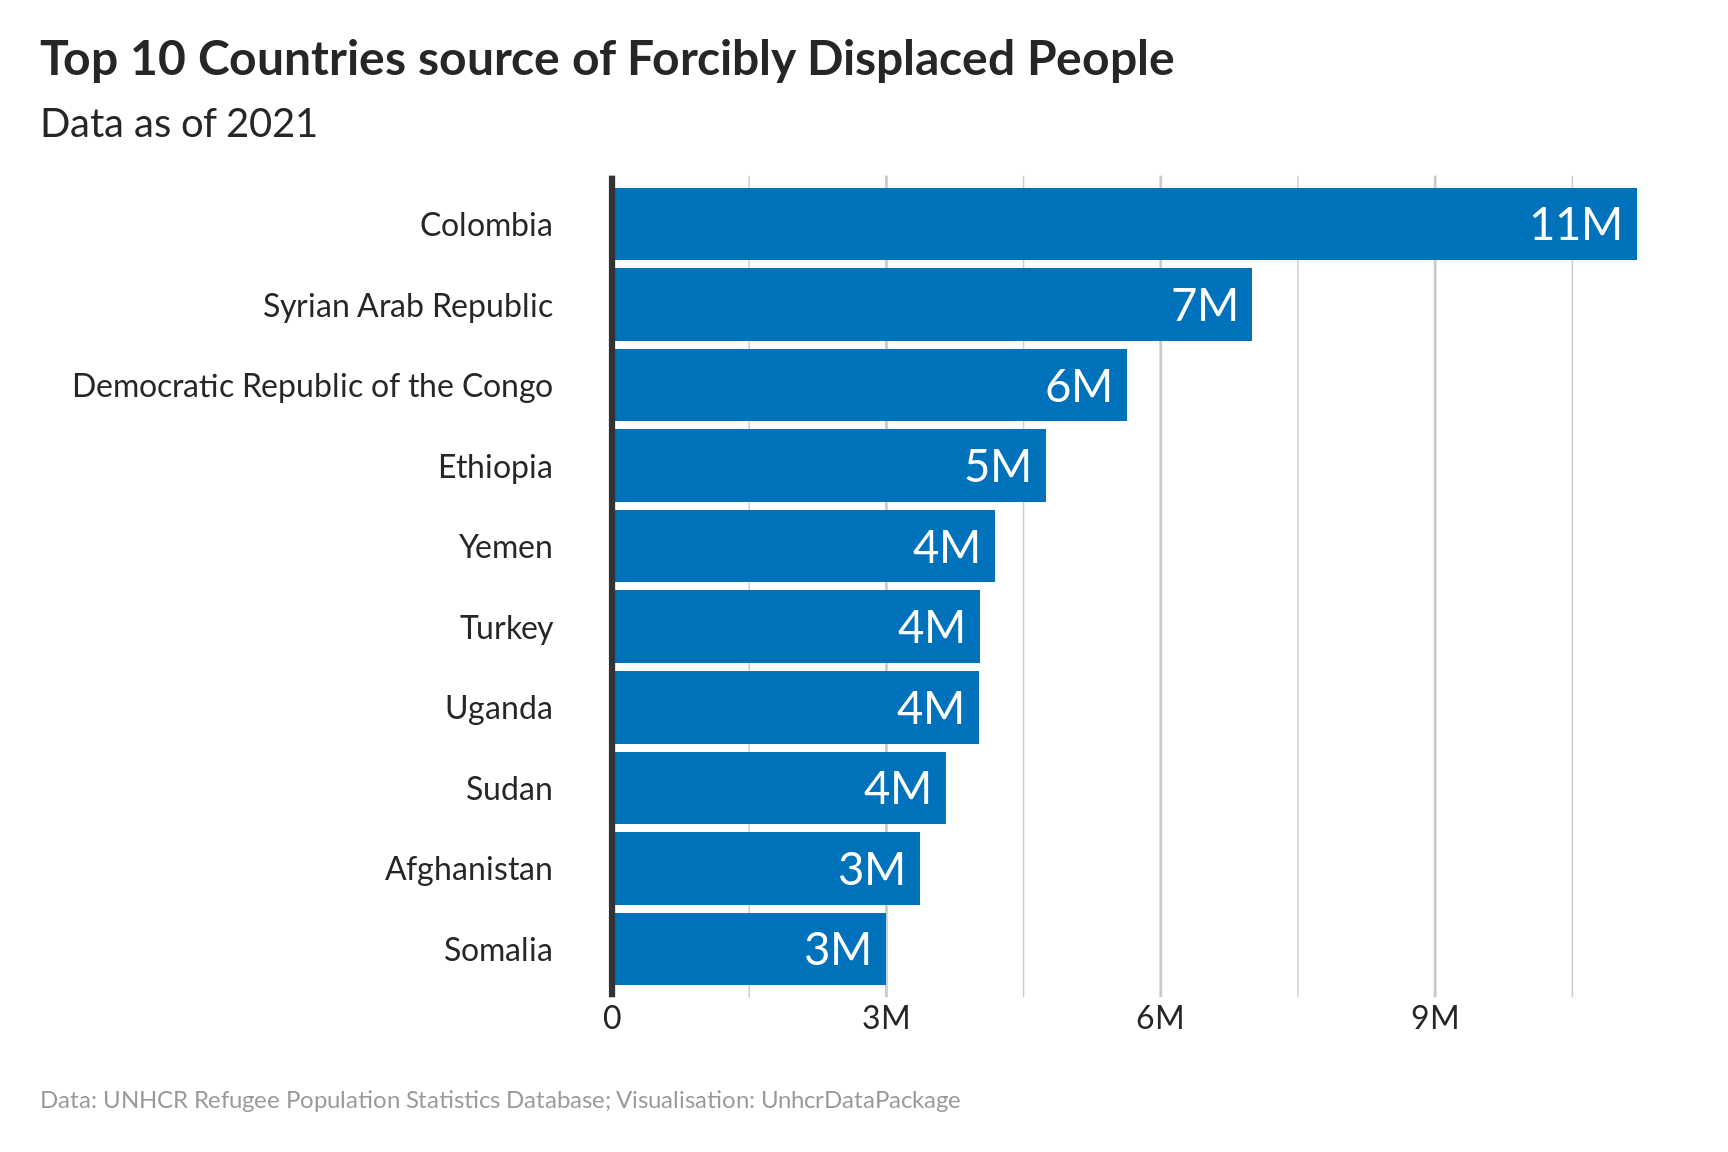 Top 10 Countries source of Forcibly Displaced People
Data as of 2021
Colombia 11M
Syrian Arab Republic 7M
Democratic Republic of the Congo 6M
Ethiopia 5M
Yemen 4M
Turkey 4M
Uganda 4M
Sudan 4M
Afghanistan 3M
Somalia 3M
0 3M 6M 9M
Data: UNHCR Refugee Population Statistics Database; Visualisation: UnhcrDataPackage